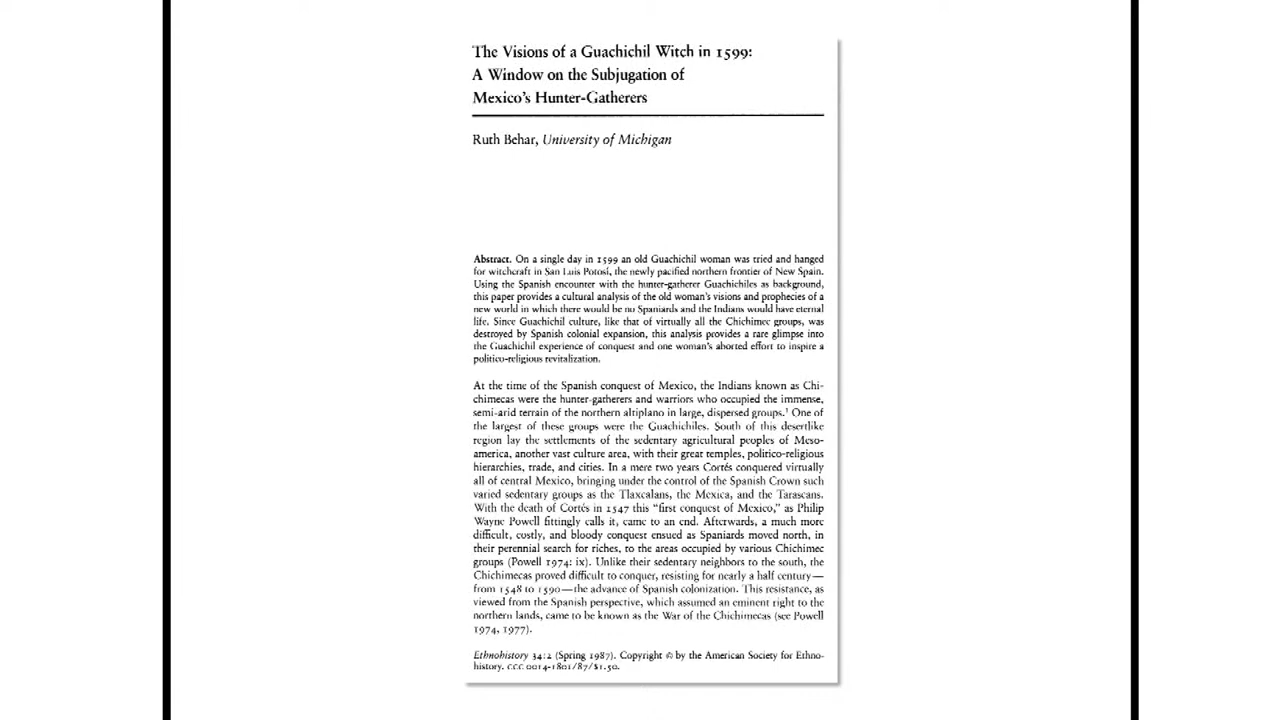 The Visions of a Guachichil Witch in 1599:
A Window on the Subjugation of
Mexico's Hunter-Gatherers
Ruth Behar, University of Michigan
Abstract. On a single day in 1599 an old Guachichil woman was tried and hanged
for witchcraft in San Luis Potosí, the newly pacified northern frontier of New Spain.
Using the Spanish encounter with the hunter-gatherer Guachichiles as background,
this paper provides a cultural analysis of the old woman's visions and prophecies of a
new world in which there would be no Spaniards and the Indians would have eternal
life. Since Guachichil culture, like that of virtually all the Chichimec groups, was
destroyed by Spanish colonial expansion, this analysis provides a rare glimpse into
the Guachichil experience of conquest and one woman's aborted effort to inspire a
politico-religious revitalization.
At the time of the Spanish conquest of Mexico, the Indians known as Chi-
chimecas were the hunter-gatherers and warriors who occupied the immense,
semi-arid terrain of the northern altiplano in large, dispersed groups.¹ One of
the largest of these groups were the Guachichiles. South of this desertlike
region lay the settlements of the sedentary agricultural peoples of Meso-
america, another vast culture area, with their great temples, politico-religious
hierarchies, trade, and cities. In a mere two years Cortés conquered virtually
all of central Mexico, bringing under the control of the Spanish Crown such
varied sedentary groups as the Tlaxcalans, the Mexica, and the Tarascans.
With the death of Cortés in 1547 this "first conquest of Mexico," as Philip
Wayne Powell fittingly calls it, came to an end. Afterwards, a much more
difficult, costly, and bloody conquest ensued as Spaniards moved north, in
their perennial search for riches, to the areas occupied by various Chichimec
groups (Powell 1974: ix). Unlike their sedentary neighbors to the south, the
Chichimecas proved difficult to conquer, resisting for nearly a half century—
from 1548 to 1590—the advance of Spanish colonization. This resistance, as
viewed from the Spanish perspective, which assumed an eminent right to the
northern lands, came to be known as the War of the Chichimecas (see Powell
1974, 1977).
Ethnohistory 34:2 (Spring 1987). Copyright © by the American Society for Ethno-
history. CCC 0014-1801/87/$1.50.